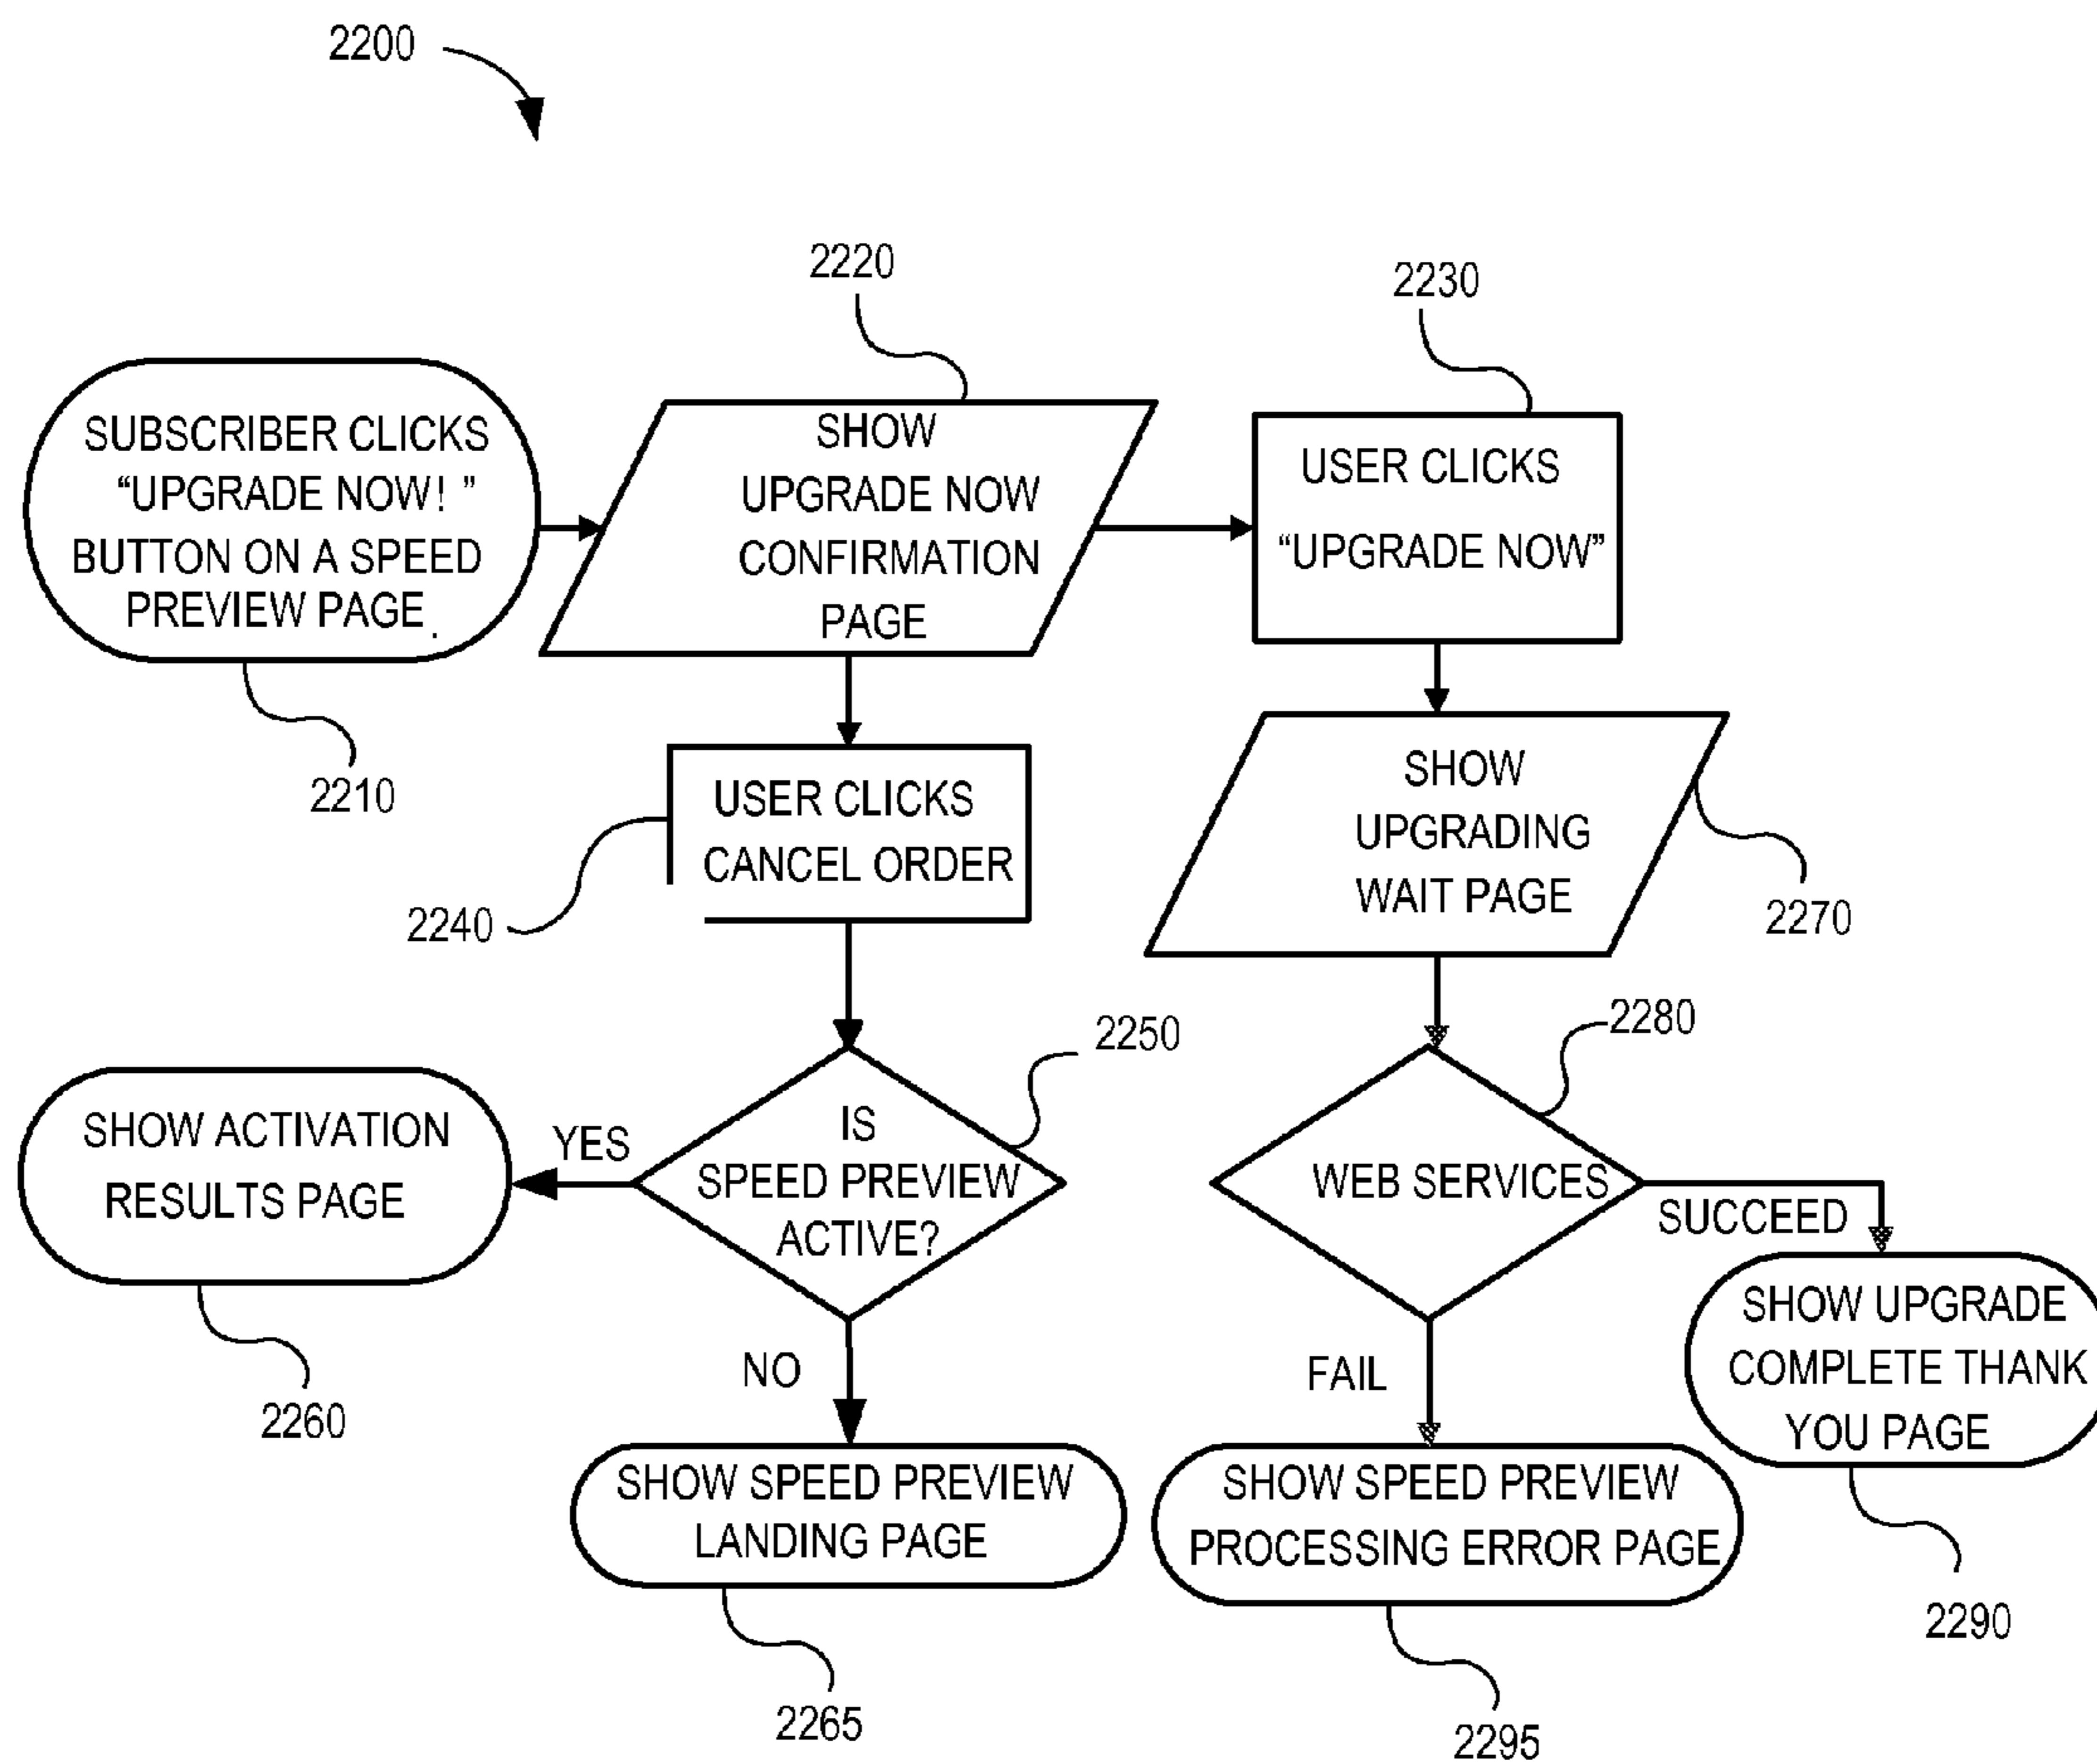 2200
2220
2230
SUBSCRIBER CLICKS
“UPGRADE NOW! ”
BUTTON ON A SPEED
PREVIEW PAGE .
2210
SHOW
UPGRADE NOW
CONFIRMATION
PAGE
USER CLICKS
“UPGRADE NOW”
USER CLICKS
CANCEL ORDER
2240
SHOW
UPGRADING
WAIT PAGE
2270
2250
2280
SHOW ACTIVATION
RESULTS PAGE
2260
YES
IS
SPEED PREVIEW
ACTIVE?
WEB SERVICES
SUCCEED
NO
FAIL
SHOW UPGRADE
COMPLETE THANK
YOU PAGE
2290
SHOW SPEED PREVIEW
LANDING PAGE
2265
SHOW SPEED PREVIEW
PROCESSING ERROR PAGE
2295